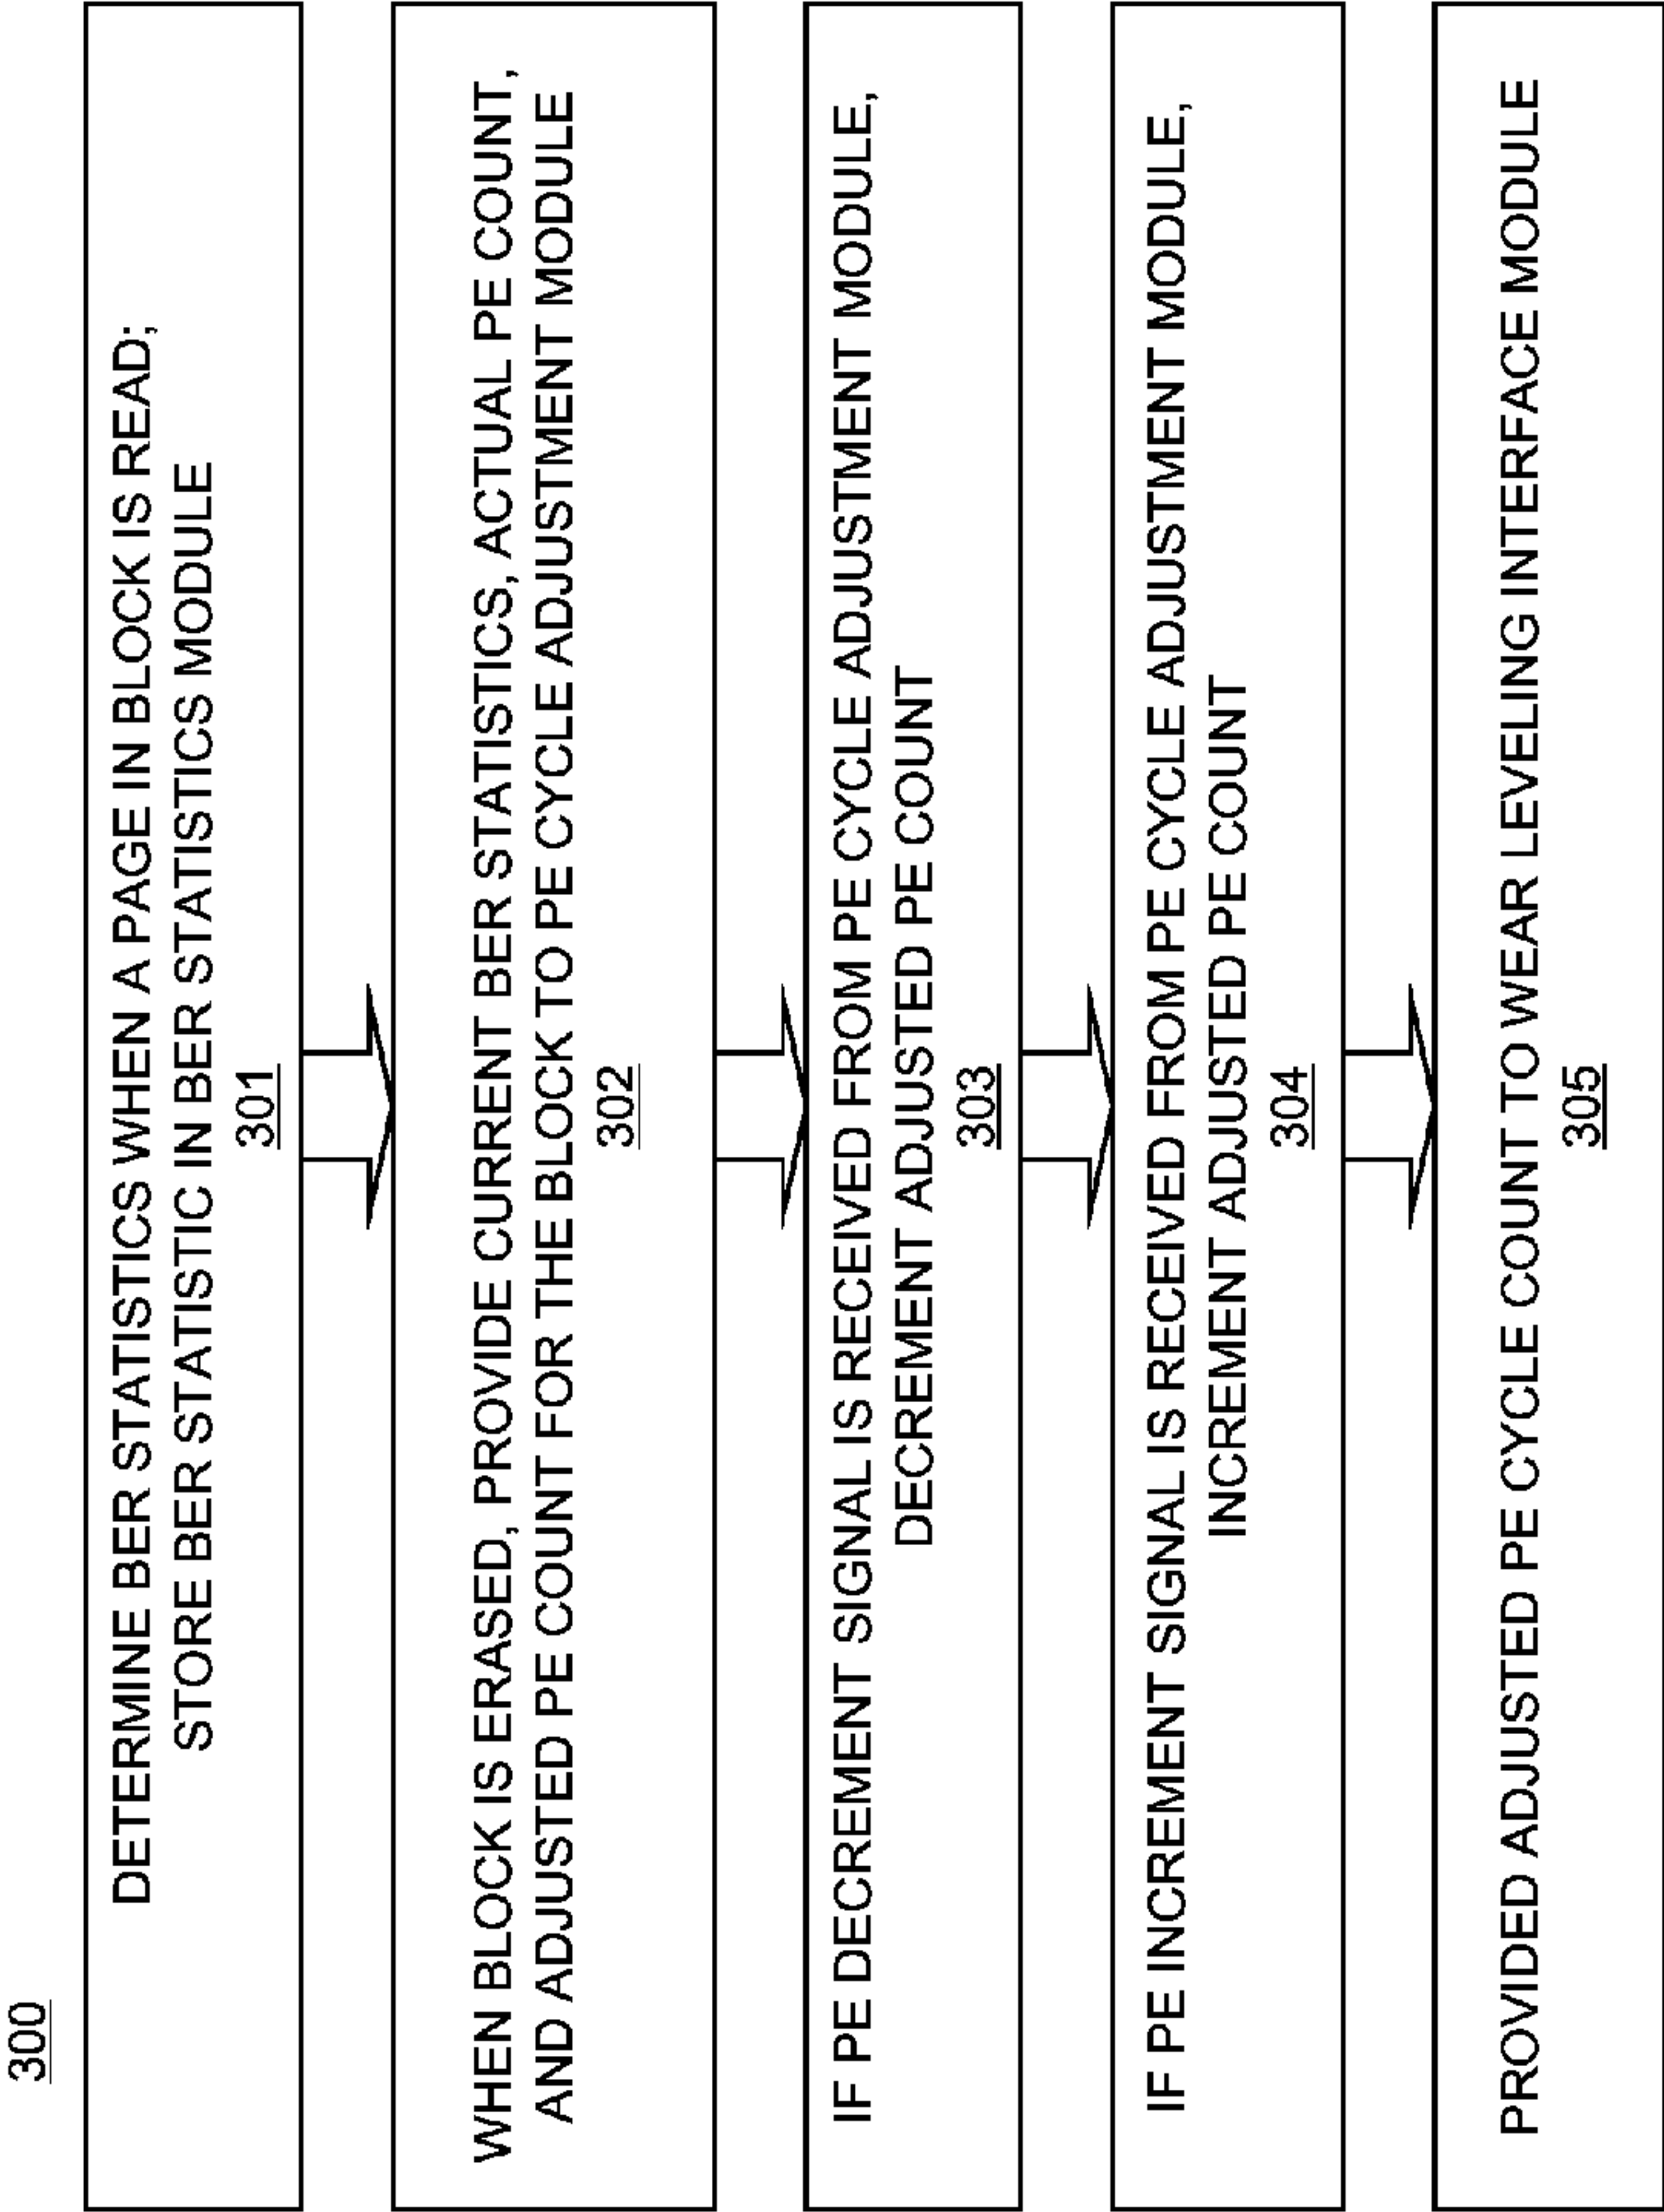 300
DETERMINE BER STATISTICS WHEN A PAGE IN BLOCK IS READ;
STORE BER STATISTIC IN BER STATISTICS MODULE
301
WHEN BLOCK IS ERASED, PROVIDE CURRENT BER STATISTICS, ACTUAL PE COUNT,
AND ADJUSTED PE COUNT FOR THE BLOCK TO PE CYCLE ADJUSTMENT MODULE
302
IF PE DECREMENT SIGNAL IS RECEIVED FROM PE CYCLE ADJUSTMENT MODULE,
DECREMENT ADJUSTED PE COUNT
303
IF PE INCREMENT SIGNAL IS RECEIVED FROM PE CYCLE ADJUSTMENT MODULE,
INCREMENT ADJUSTED PE COUNT
304
PROVIDED ADJUSTED PE CYCLE COUNT TO WEAR LEVELING INTERFACE MODULE
305